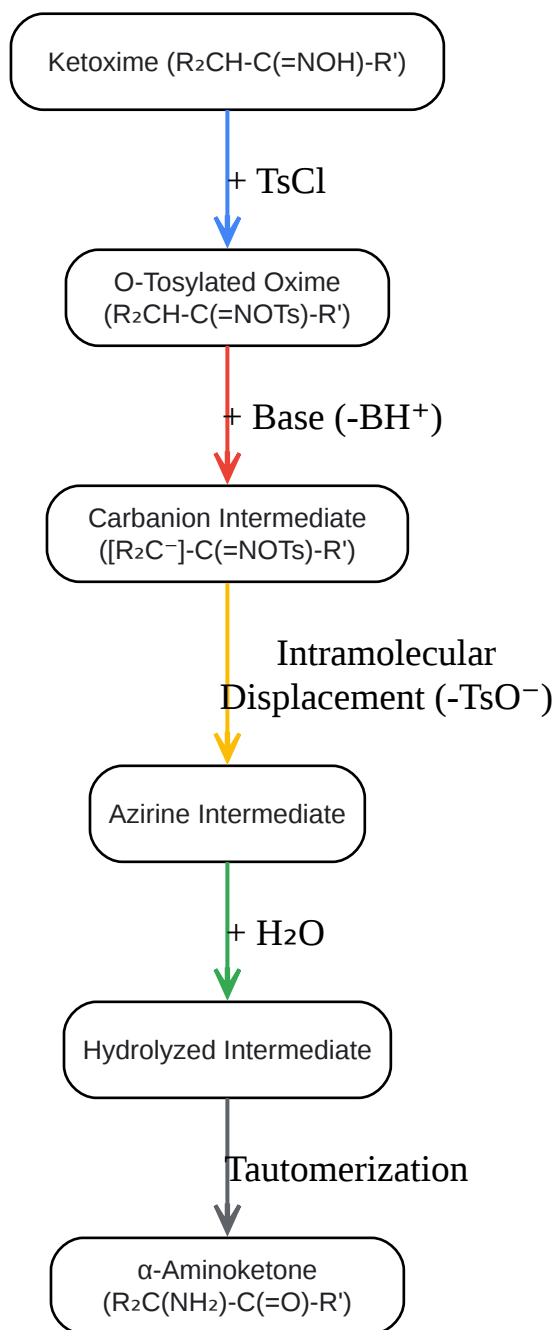 Ketoxime (R₂CH-C(=NOH)-R')
+ TsCl
O-Tosylated Oxime
(R₂CH-C(=NOTs)-R')
+ Base (-BH⁺)
Carbanion Intermediate
([R₂C⁻]-C(=NOTs)-R')
Intramolecular
Displacement (-TsO⁻)
Azirine Intermediate
+ H₂O
Hydrolyzed Intermediate
Tautomerization
α-Aminoketone
(R₂C(NH₂)-C(=O)-R')